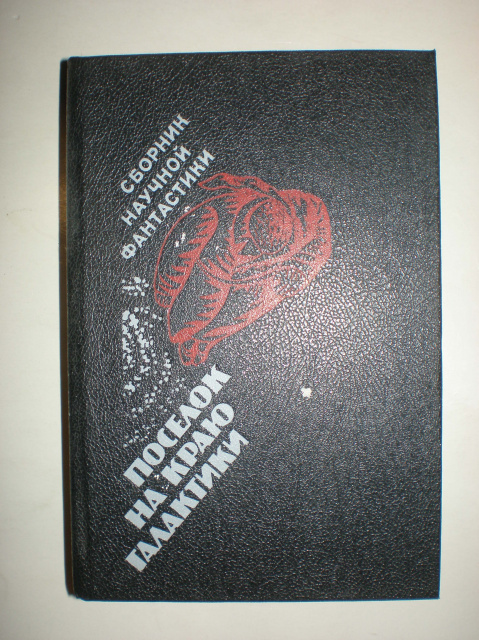 СБОРНИК
НАУЧНОЙ
ФАНТАСТИКИ
ПОСЕЛОК
НА КРАЮ
ГАЛАКТИКИ